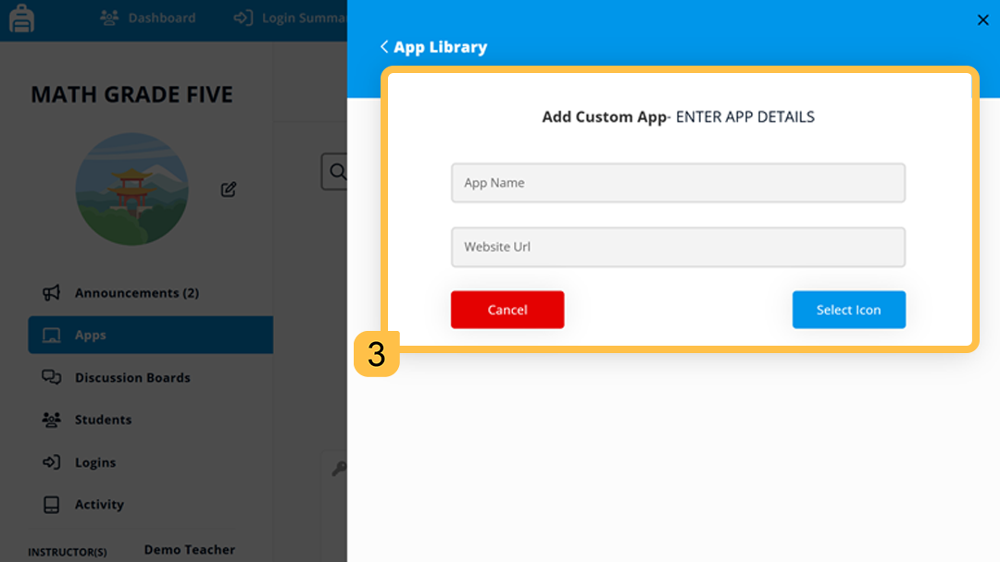 Dashboard
Login Summa
App Library
MATH GRADE FIVE
Add Custom App- ENTER APP DETAILS
App Name
Website Url
Cancel
Select Icon
3
Announcements (2)
Apps
Discussion Boards
Students
Logins
Activity
INSTRUCTOR(S)
Demo Teacher